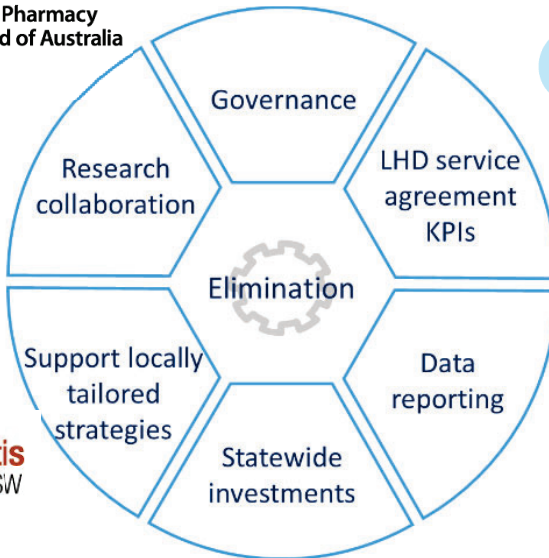 Pharmacy
d of Australia
Governance
LHD service
agreement
KPIs
Data
reporting
Statewide
investments
Support locally
tailored
strategies
Research
collaboration
Elimination
tis
SW